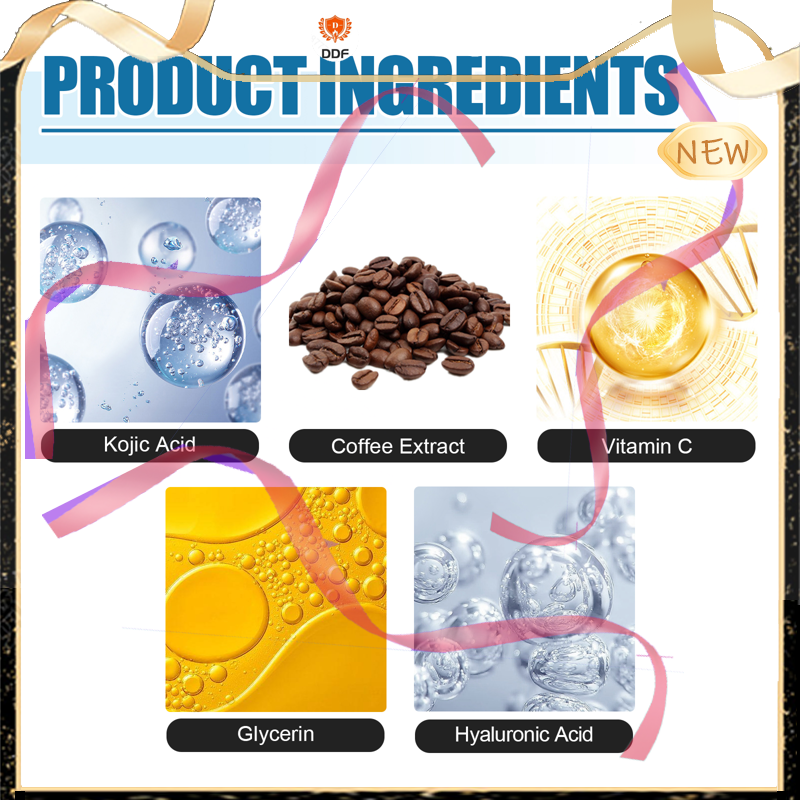 DDF
PRODUCT INGREDIENTS
NEW
Kojic Acid
Coffee Extract
Vitamin C
Glycerin
Hyaluronic Acid